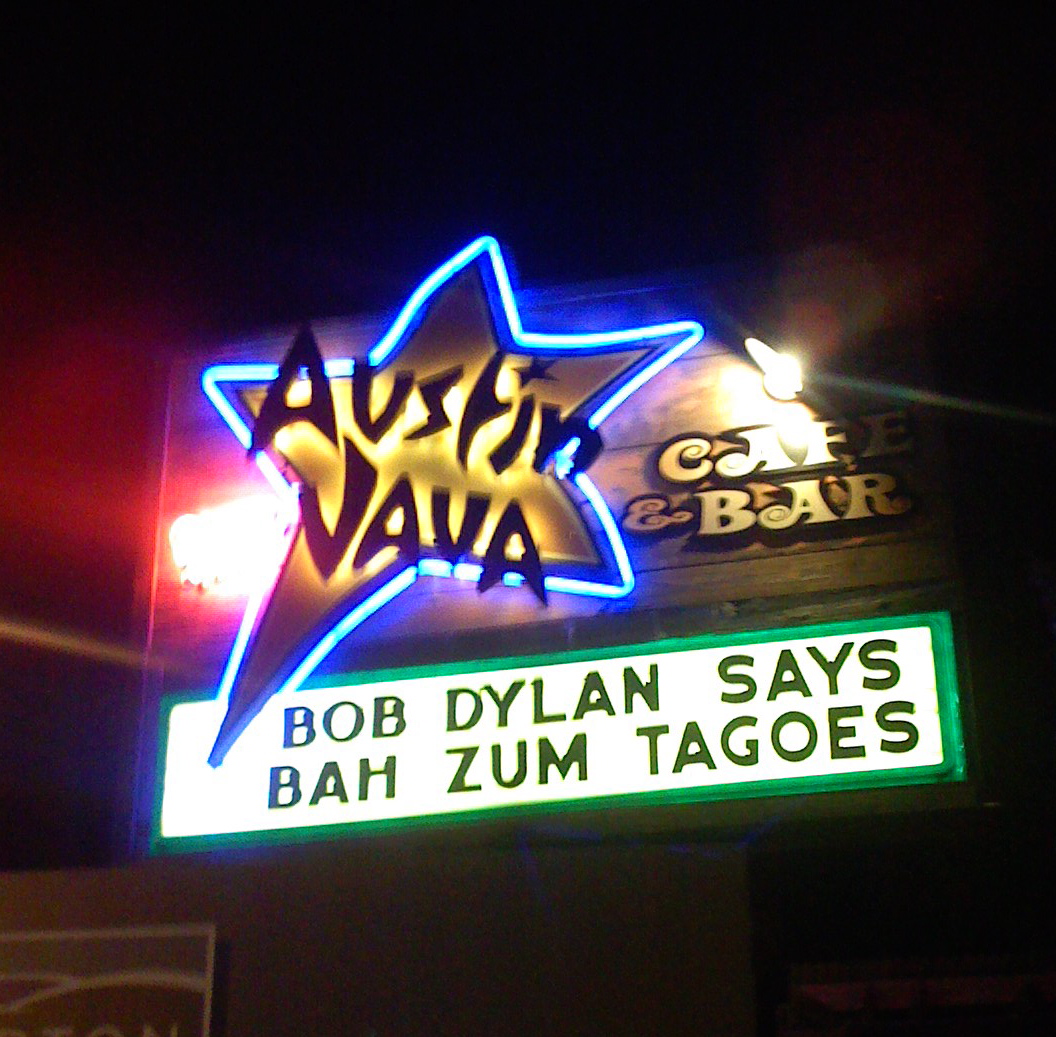 Austin
Java
CAFE
& BAR
BOB DYLAN SAYS
BAH ZUM TAGOES